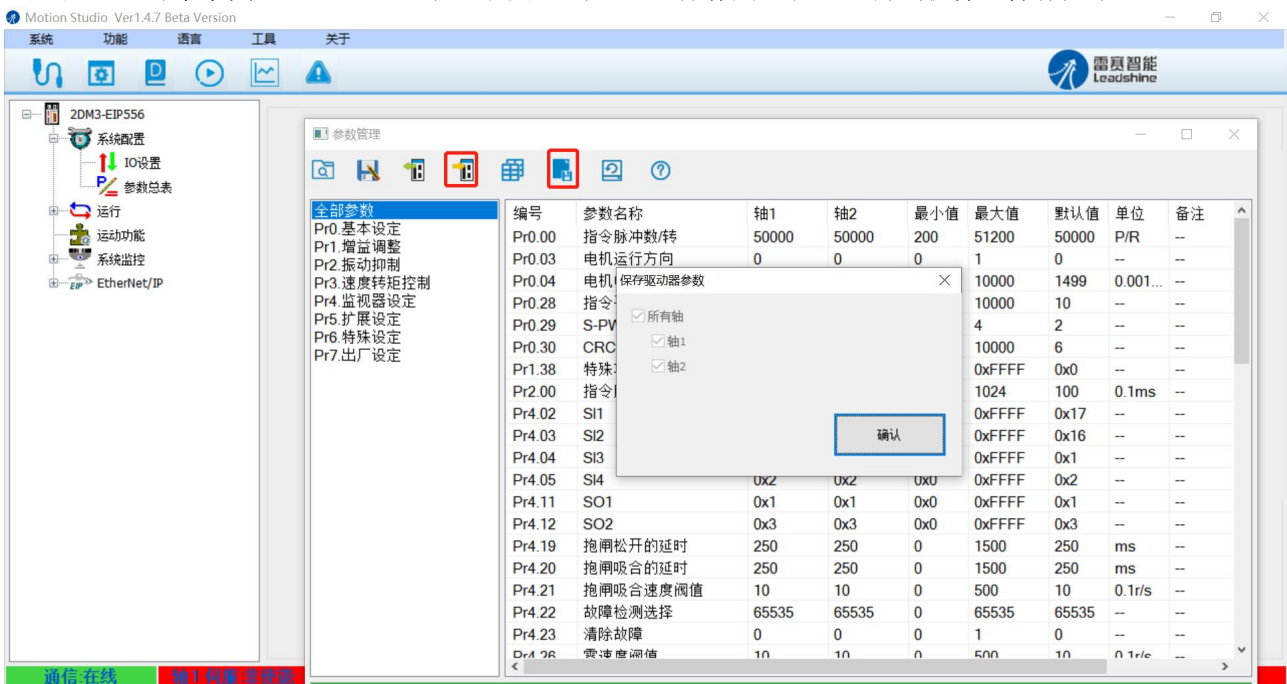 Motion Studio Ver1.4.7 Beta Version
系统 功能 语言 工具 关于
雷赛智能
Leadshine
2DM3-EIP556
系统配置
IO设置
参数总表
运行
运动功能
系统监控
EtherNet/IP
参数管理
全部参数
Pr0.基本设定
Pr1.增益调整
Pr2.振动抑制
Pr3.速度转矩控制
Pr4.监视器设定
Pr5.扩展设定
Pr6.特殊设定
Pr7.出厂设定
编号 参数名称 轴1 轴2 最小值 最大值 默认值 单位 备注
Pr0.00 指令脉冲数/转 50000 50000 200 51200 50000 P/R --
Pr0.03 电机运行方向 0 0 0 1 0 -- --
Pr0.04 电机 10000 1499 0.001... --
Pr0.28 指令 10000 10 -- --
Pr0.29 S-PW 4 2 -- --
Pr0.30 CRC 10000 6 -- --
Pr1.38 特殊 0xFFFF 0x0 -- --
Pr2.00 指令 1024 100 0.1ms --
Pr4.02 SI1 0xFFFF 0x17 -- --
Pr4.03 SI2 0xFFFF 0x16 -- --
Pr4.04 SI3 0xFFFF 0x1 -- --
Pr4.05 SI4 0x2 0x2 0x0 0xFFFF 0x2 -- --
Pr4.11 SO1 0x1 0x1 0x0 0xFFFF 0x1 -- --
Pr4.12 SO2 0x3 0x3 0x0 0xFFFF 0x3 -- --
Pr4.19 抱闸松开的延时 250 250 0 1500 250 ms --
Pr4.20 抱闸吸合的延时 250 250 0 1500 250 ms --
Pr4.21 抱闸吸合速度阀值 10 10 0 500 10 0.1r/s --
Pr4.22 故障检测选择 65535 65535 0 65535 65535 -- --
Pr4.23 清除故障 0 0 0 1 0 -- --
Pr4.26 零速度阀值 10 10 0 500 10 0.1r/s --
保存驱动器参数
所有轴
轴1
轴2
确认
通信:在线